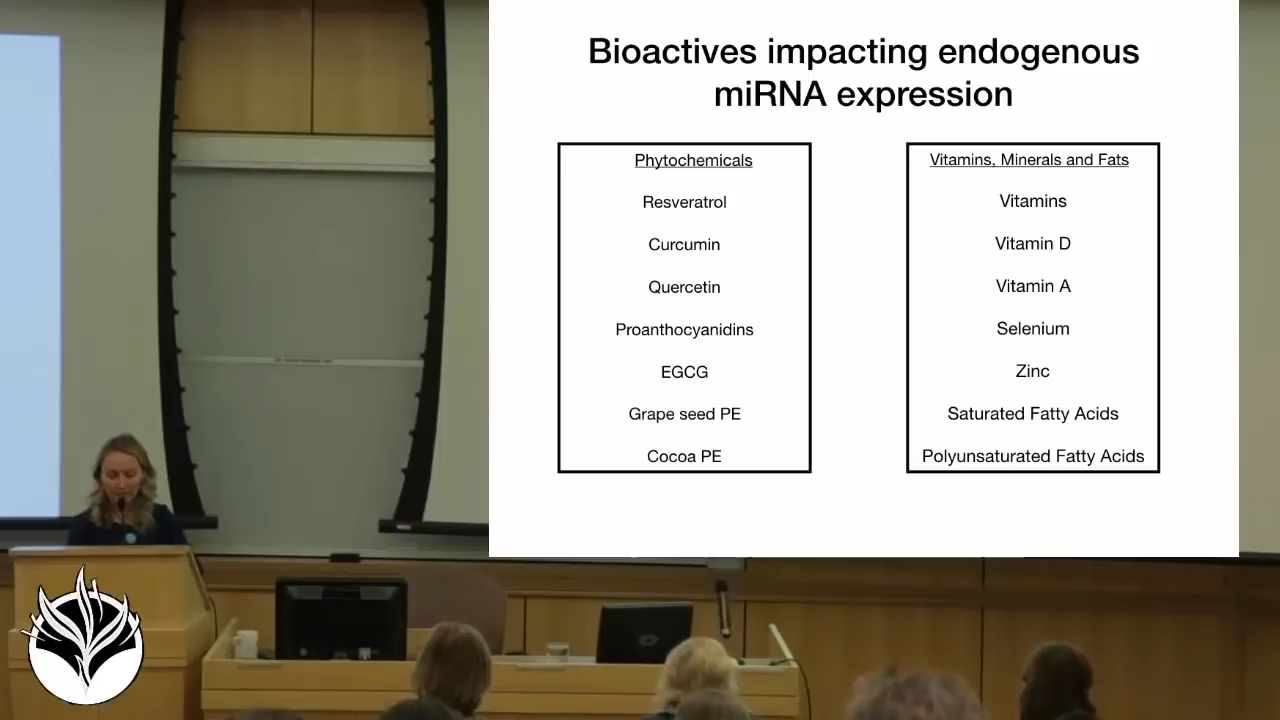 Bioactives impacting endogenous
miRNA expression
Phytochemicals
Resveratrol
Curcumin
Quercetin
Proanthocyanidins
EGCG
Grape seed PE
Cocoa PE
Vitamins, Minerals and Fats
Vitamins
Vitamin D
Vitamin A
Selenium
Zinc
Saturated Fatty Acids
Polyunsaturated Fatty Acids